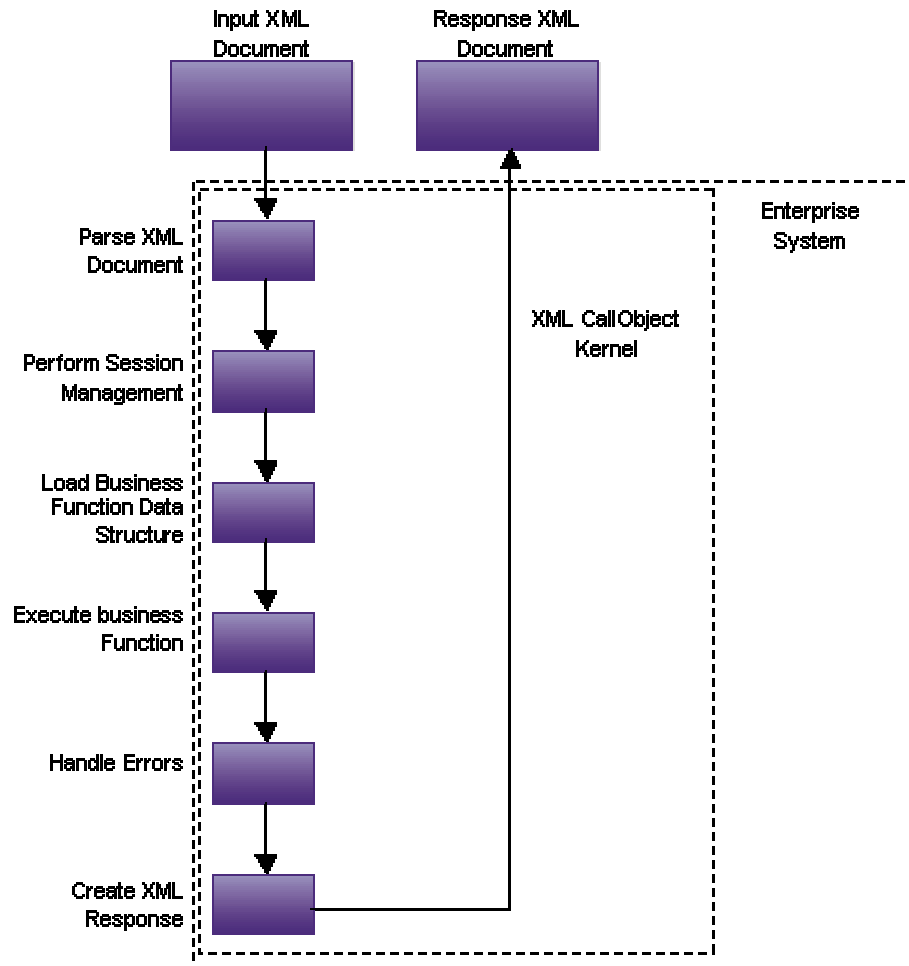 Input XML
Document
Response XML
Document
Enterprise
System
Parse XML
Document
XML CallObject
Kernel
Perform Session
Management
Load Business
Function Data
Structure
Execute business
Function
Handle Errors
Create XML
Response